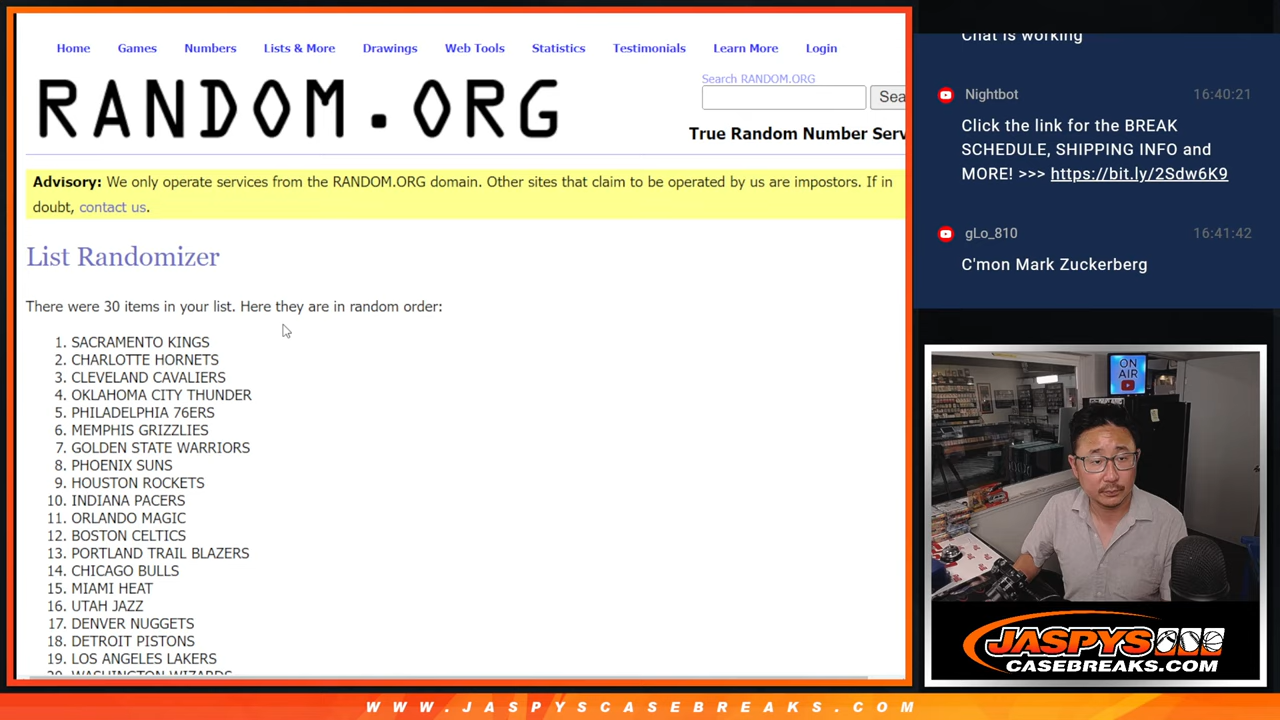 Home Games Numbers Lists & More Drawings Web Tools Statistics Testimonials Learn More Login
RANDOM.ORG
Search RANDOM.ORG
Sea
True Random Number Serv
Advisory: We only operate services from the RANDOM.ORG domain. Other sites that claim to be operated by us are impostors. If in
doubt, contact us.
List Randomizer
There were 30 items in your list. Here they are in random order:
1. SACRAMENTO KINGS
2. CHARLOTTE HORNETS
3. CLEVELAND CAVALIERS
4. OKLAHOMA CITY THUNDER
5. PHILADELPHIA 76ERS
6. MEMPHIS GRIZZLIES
7. GOLDEN STATE WARRIORS
8. PHOENIX SUNS
9. HOUSTON ROCKETS
10. INDIANA PACERS
11. ORLANDO MAGIC
12. BOSTON CELTICS
13. PORTLAND TRAIL BLAZERS
14. CHICAGO BULLS
15. MIAMI HEAT
16. UTAH JAZZ
17. DENVER NUGGETS
18. DETROIT PISTONS
19. LOS ANGELES LAKERS
20. WASHINGTON WIZARDS
Chat is working
Nightbot 16:40:21
Click the link for the BREAK
SCHEDULE, SHIPPING INFO and
MORE! >>> https://bit.ly/2Sdw6K9
gLo_810 16:41:42
C'mon Mark Zuckerberg
ON
AIR
JASPYS
CASEBREAKS.COM
WWW.JASPYSCASEBREAKS.COM